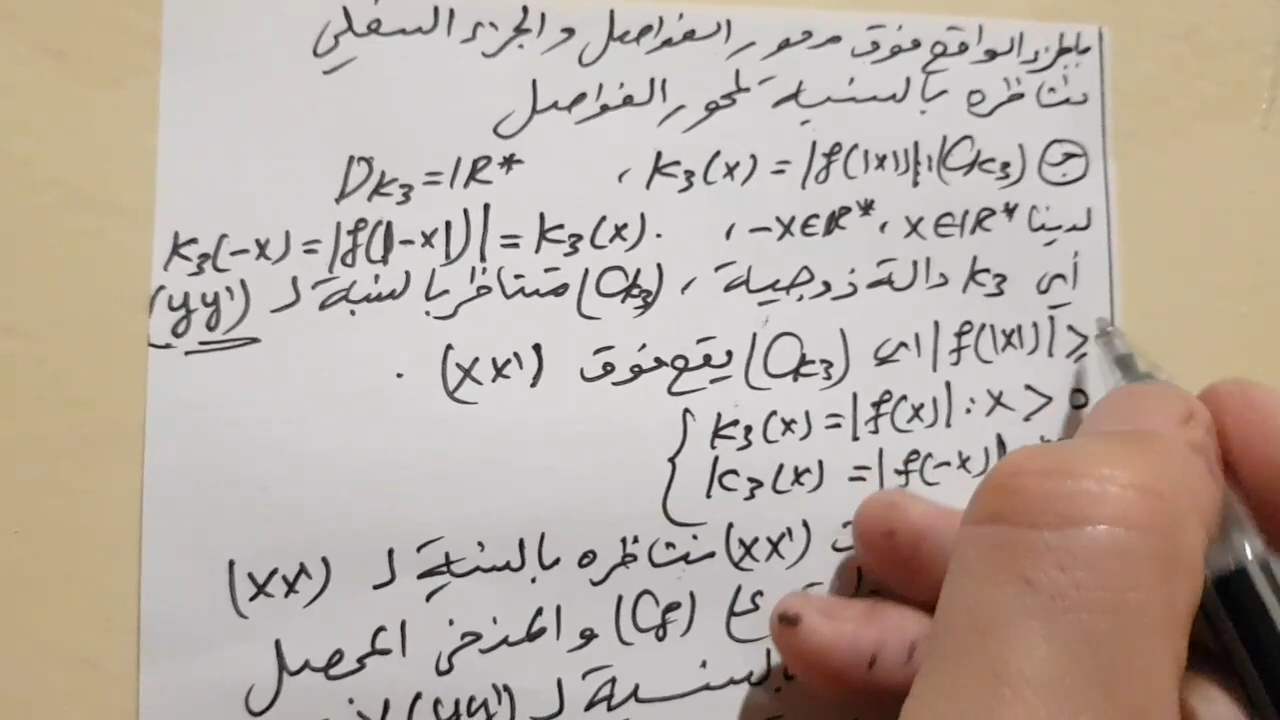 بالجزء الواقع فوق محور الفواصل والجزء السفلي
نناظره بالنسبة لمحور الفواصل
ج) (Ck₃): k₃(x) = |f(|x|)| ، Dk₃ = IR*
لدينا x∈IR* ، -x∈IR* ، k₃(-x) = |f(|-x|)| = k₃(x).
أي k₃ دالة زوجية ، (Ck₃) متناظر بالنسبة لـ (yy')
|f(|x|)| ≥ اي (Ck₃) يقع فوق (xx') .
k₃(x) = |f(x)| : x > 0
k₃(x) = |f(-x)|
(xx') نناظره بالنسبة لـ (xx')
(Cf) والمنحنى المحصل
بالنسبة لـ (yy')